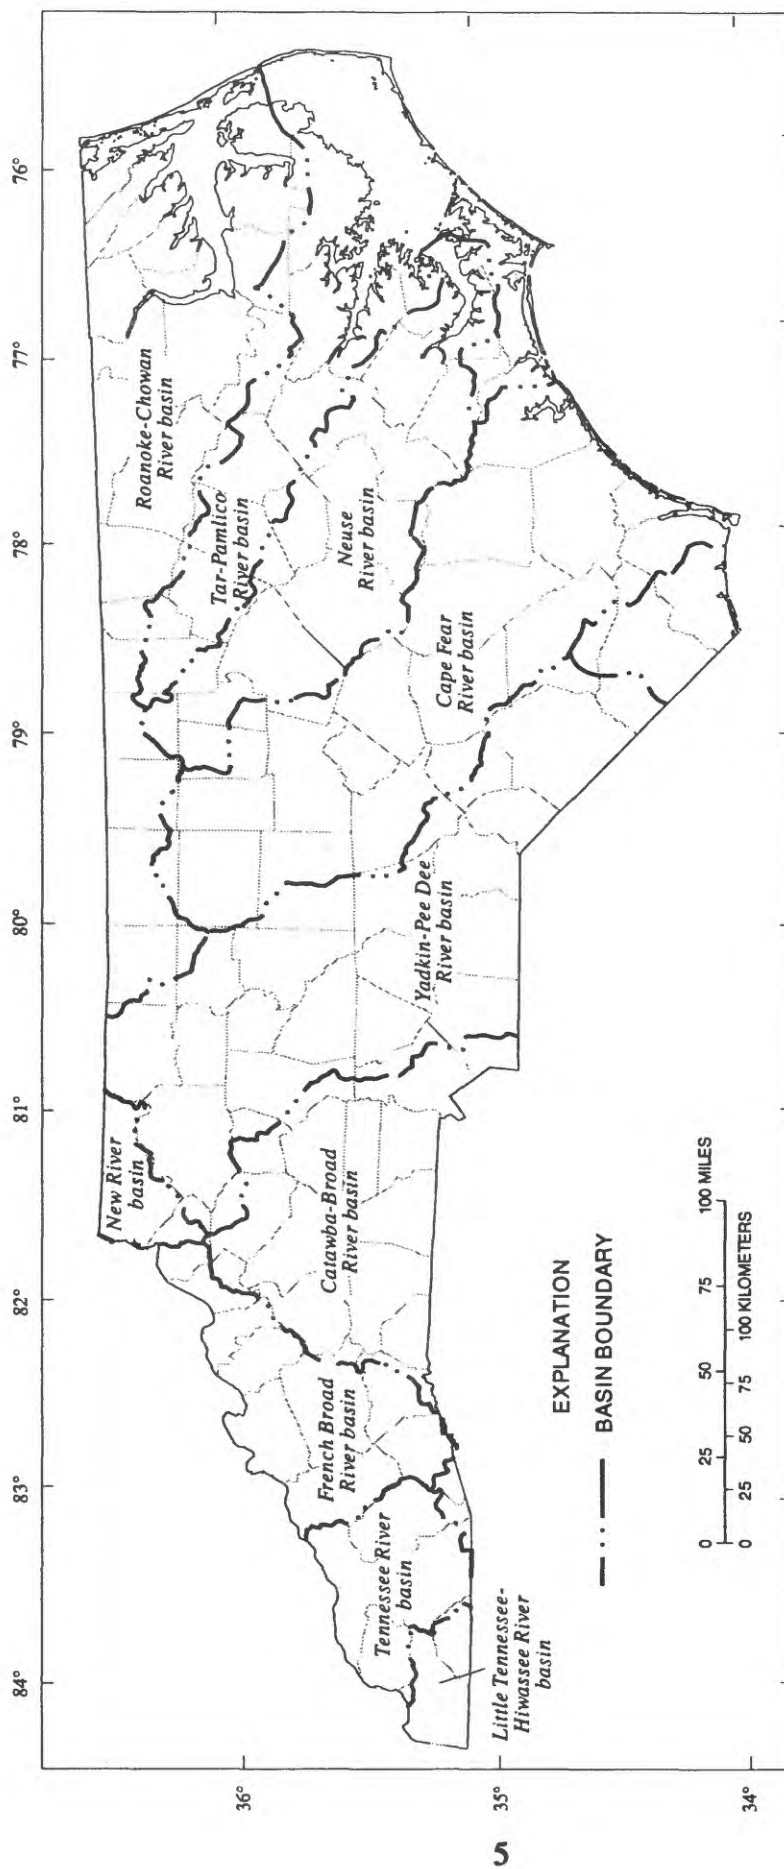 84°
83°
82°
81°
80°
79°
78°
77°
76°
36°
35°
34°
New River
basin
Roanoke-Chowan
River basin
Tar-Pamlico
River basin
Neuse
River basin
Cape Fear
River basin
Yadkin-Pee Dee
River basin
Catawba-Broad
River basin
French Broad
River basin
Tennessee River
basin
Little Tennessee-
Hiwassee River
basin
EXPLANATION
BASIN BOUNDARY
0 25 50 75 100 MILES
0 25 50 75 100 KILOMETERS
5